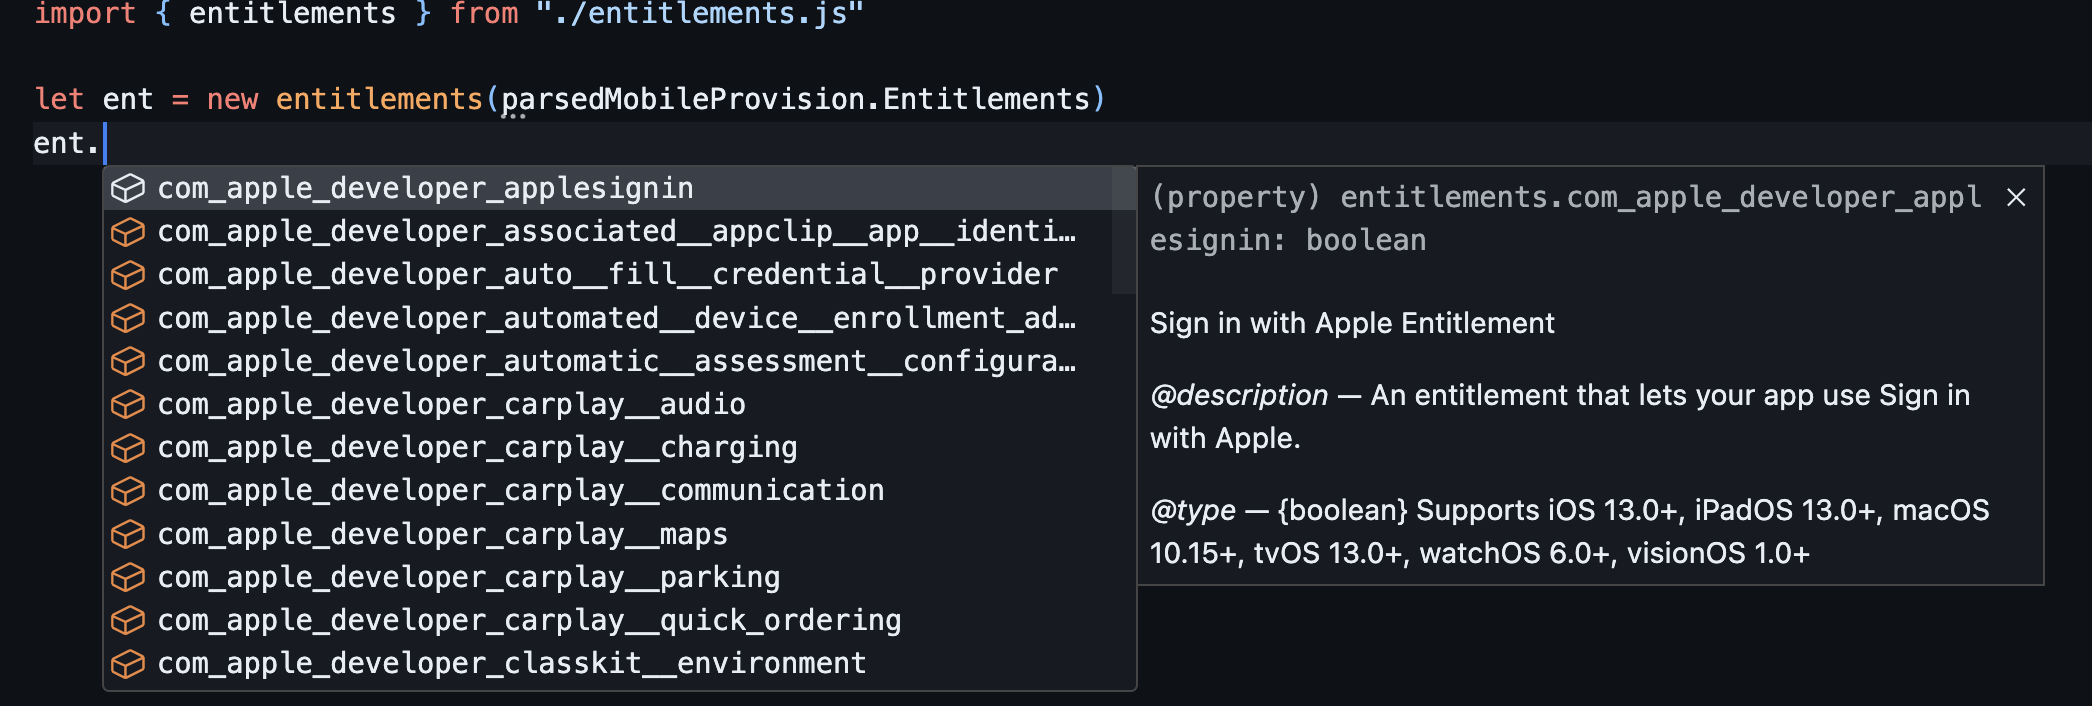 import { entitlements } from "./entitlements.js"
let ent = new entitlements(parsedMobileProvision.Entitlements)
ent.
com_apple_developer_applesignin
com_apple_developer_associated__appclip__app__identi…
com_apple_developer_auto__fill__credential__provider
com_apple_developer_automated__device__enrollment_ad…
com_apple_developer_automatic__assessment__configura…
com_apple_developer_carplay__audio
com_apple_developer_carplay__charging
com_apple_developer_carplay__communication
com_apple_developer_carplay__maps
com_apple_developer_carplay__parking
com_apple_developer_carplay__quick_ordering
com_apple_developer_classkit__environment
(property) entitlements.com_apple_developer_appl
esignin: boolean
Sign in with Apple Entitlement
@description — An entitlement that lets your app use Sign in
with Apple.
@type — {boolean} Supports iOS 13.0+, iPadOS 13.0+, macOS
10.15+, tvOS 13.0+, watchOS 6.0+, visionOS 1.0+